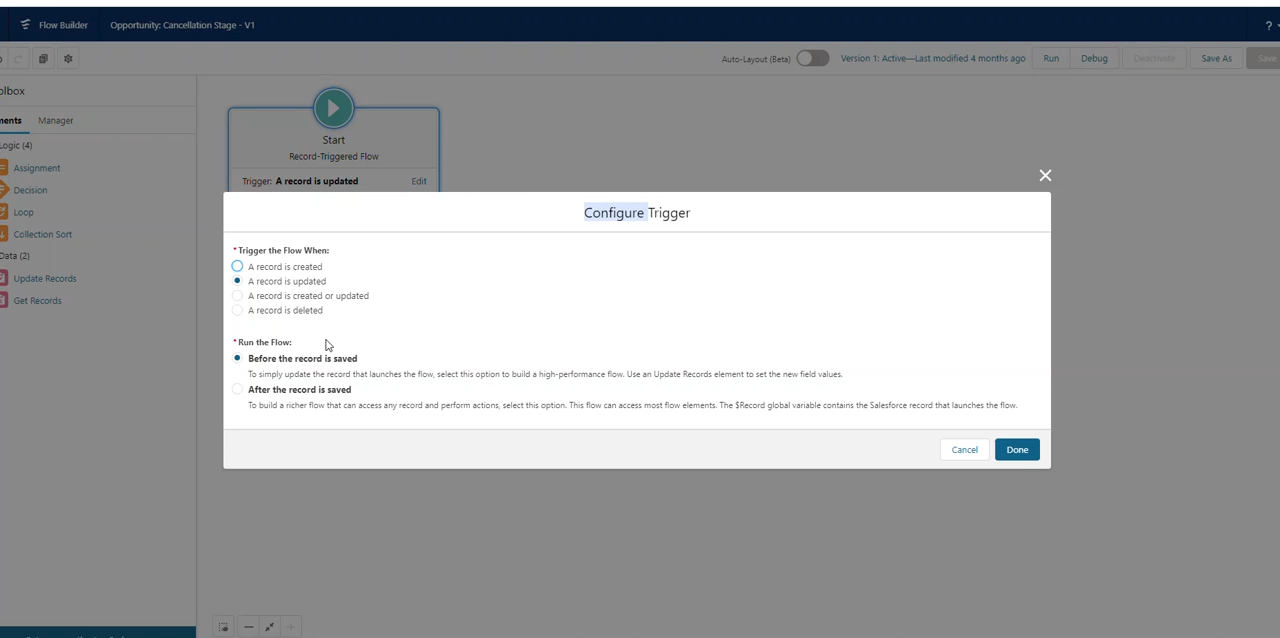 Flow Builder
Opportunity: Cancellation Stage - V1
?
Auto-Layout (Beta)
Version 1: Active—Last modified 4 months ago
Run
Debug
Deactivate
Save As
Save
olbox
ments
Manager
Logic (4)
Assignment
Decision
Loop
Collection Sort
Data (2)
Update Records
Get Records
Start
Record-Triggered Flow
Trigger: A record is updated
Edit
Configure Trigger
* Trigger the Flow When:
A record is created
A record is updated
A record is created or updated
A record is deleted
* Run the Flow:
Before the record is saved
To simply update the record that launches the flow, select this option to build a high-performance flow. Use an Update Records element to set the new field values.
After the record is saved
To build a richer flow that can access any record and perform actions, select this option. This flow can access most flow elements. The $Record global variable contains the Salesforce record that launches the flow.
Cancel
Done